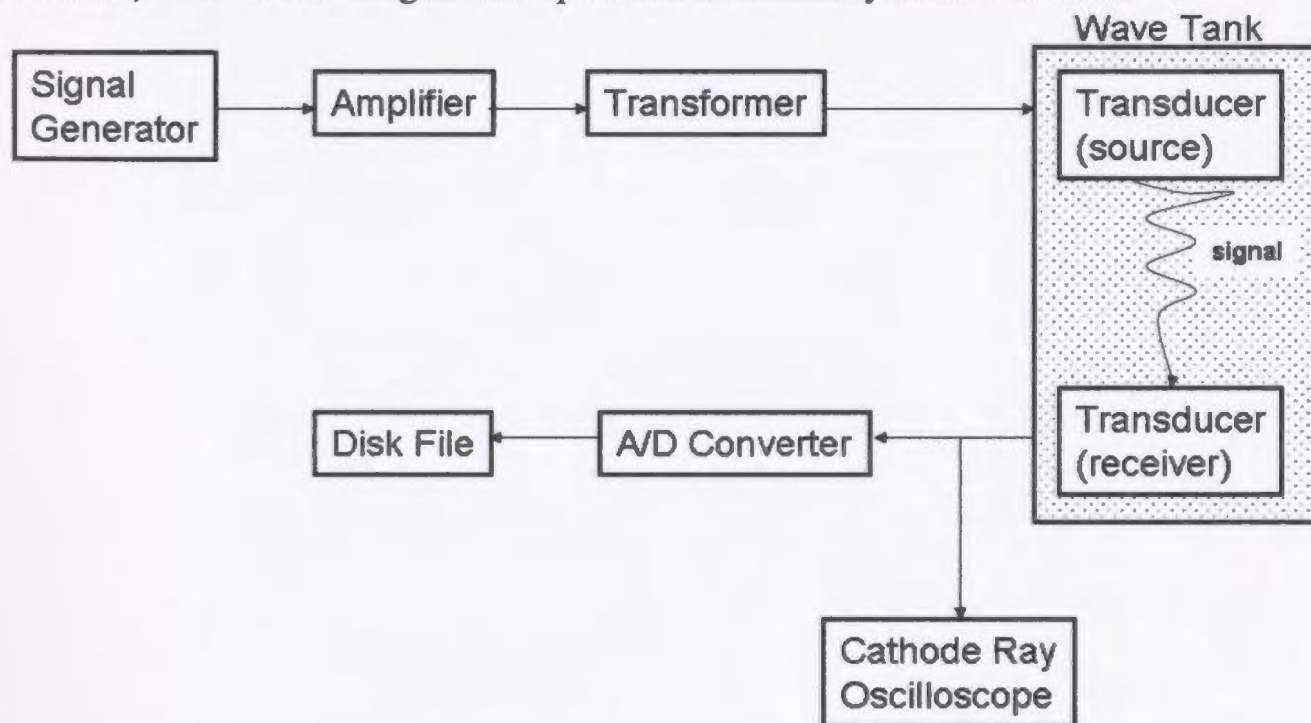 Wave Tank
Signal
Generator
Amplifier
Transformer
Transducer
(source)
signal
Transducer
(receiver)
A/D Converter
Disk File
Cathode Ray
Oscilloscope